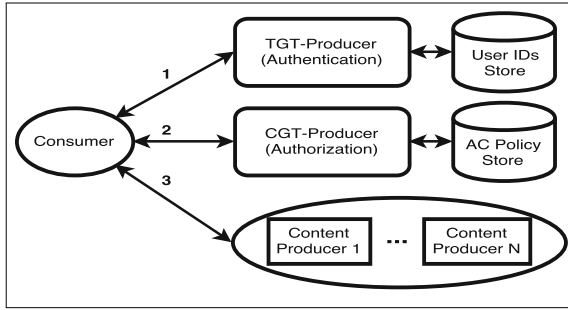 TGT-Producer
(Authentication)
User IDs
Store
1
Consumer
2
CGT-Producer
(Authorization)
AC Policy
Store
3
Content
Producer 1
...
Content
Producer N